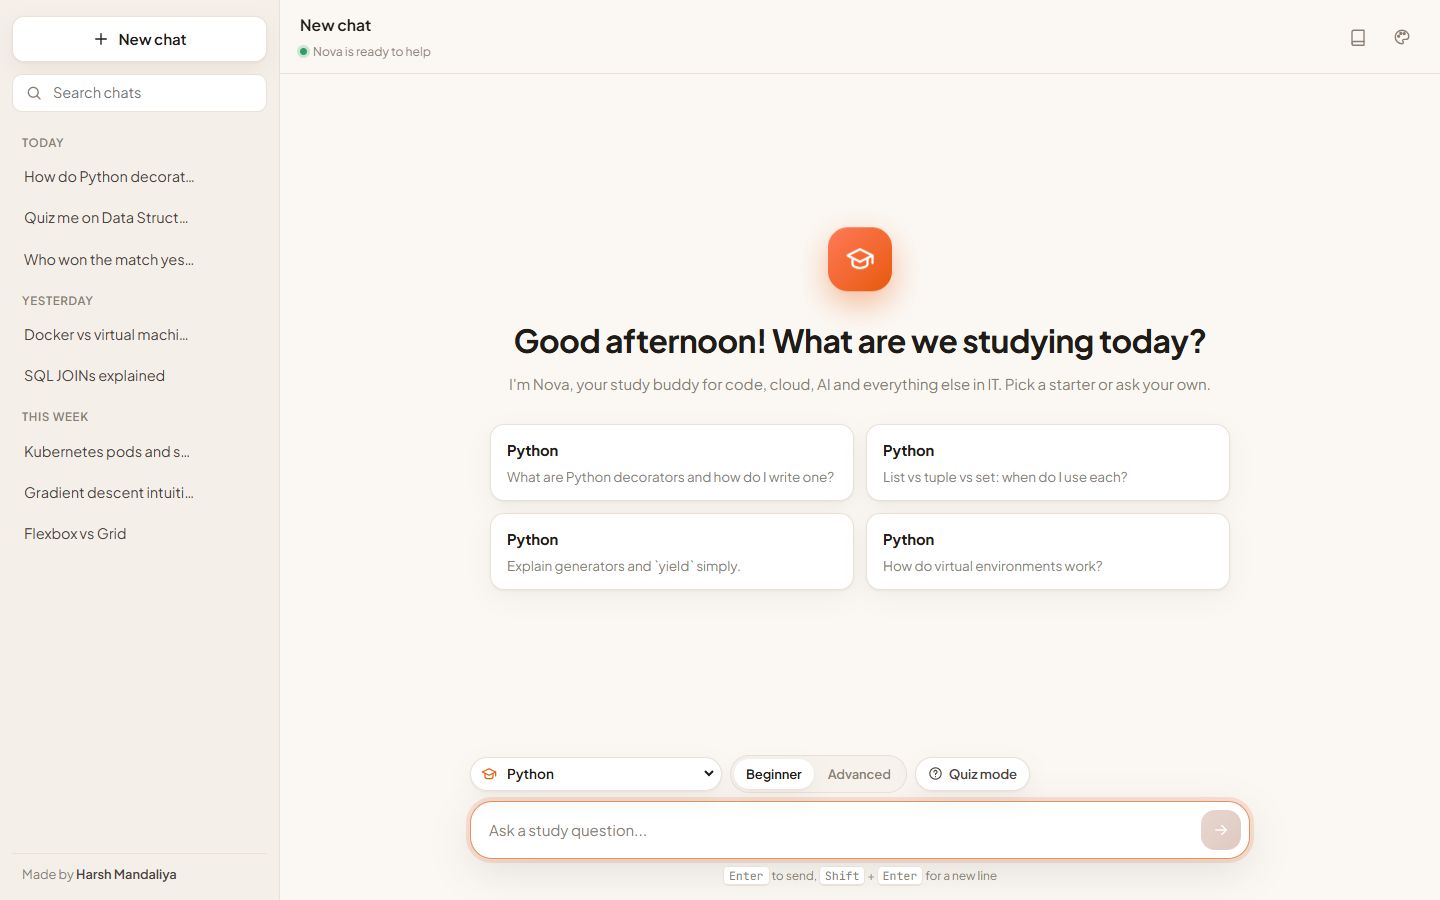 New chat
Search chats
TODAY
How do Python decorat...
Quiz me on Data Struct...
Who won the match yes...
YESTERDAY
Docker vs virtual machi...
SQL JOINs explained
THIS WEEK
Kubernetes pods and s...
Gradient descent intuiti...
Flexbox vs Grid
Made by Harsh Mandaliya
New chat
Nova is ready to help
Good afternoon! What are we studying today?
I'm Nova, your study buddy for code, cloud, AI and everything else in IT. Pick a starter or ask your own.
Python
What are Python decorators and how do I write one?
Python
List vs tuple vs set: when do I use each?
Python
Explain generators and `yield` simply.
Python
How do virtual environments work?
Python
Beginner
Advanced
Quiz mode
Ask a study question...
Enter to send, Shift + Enter for a new line